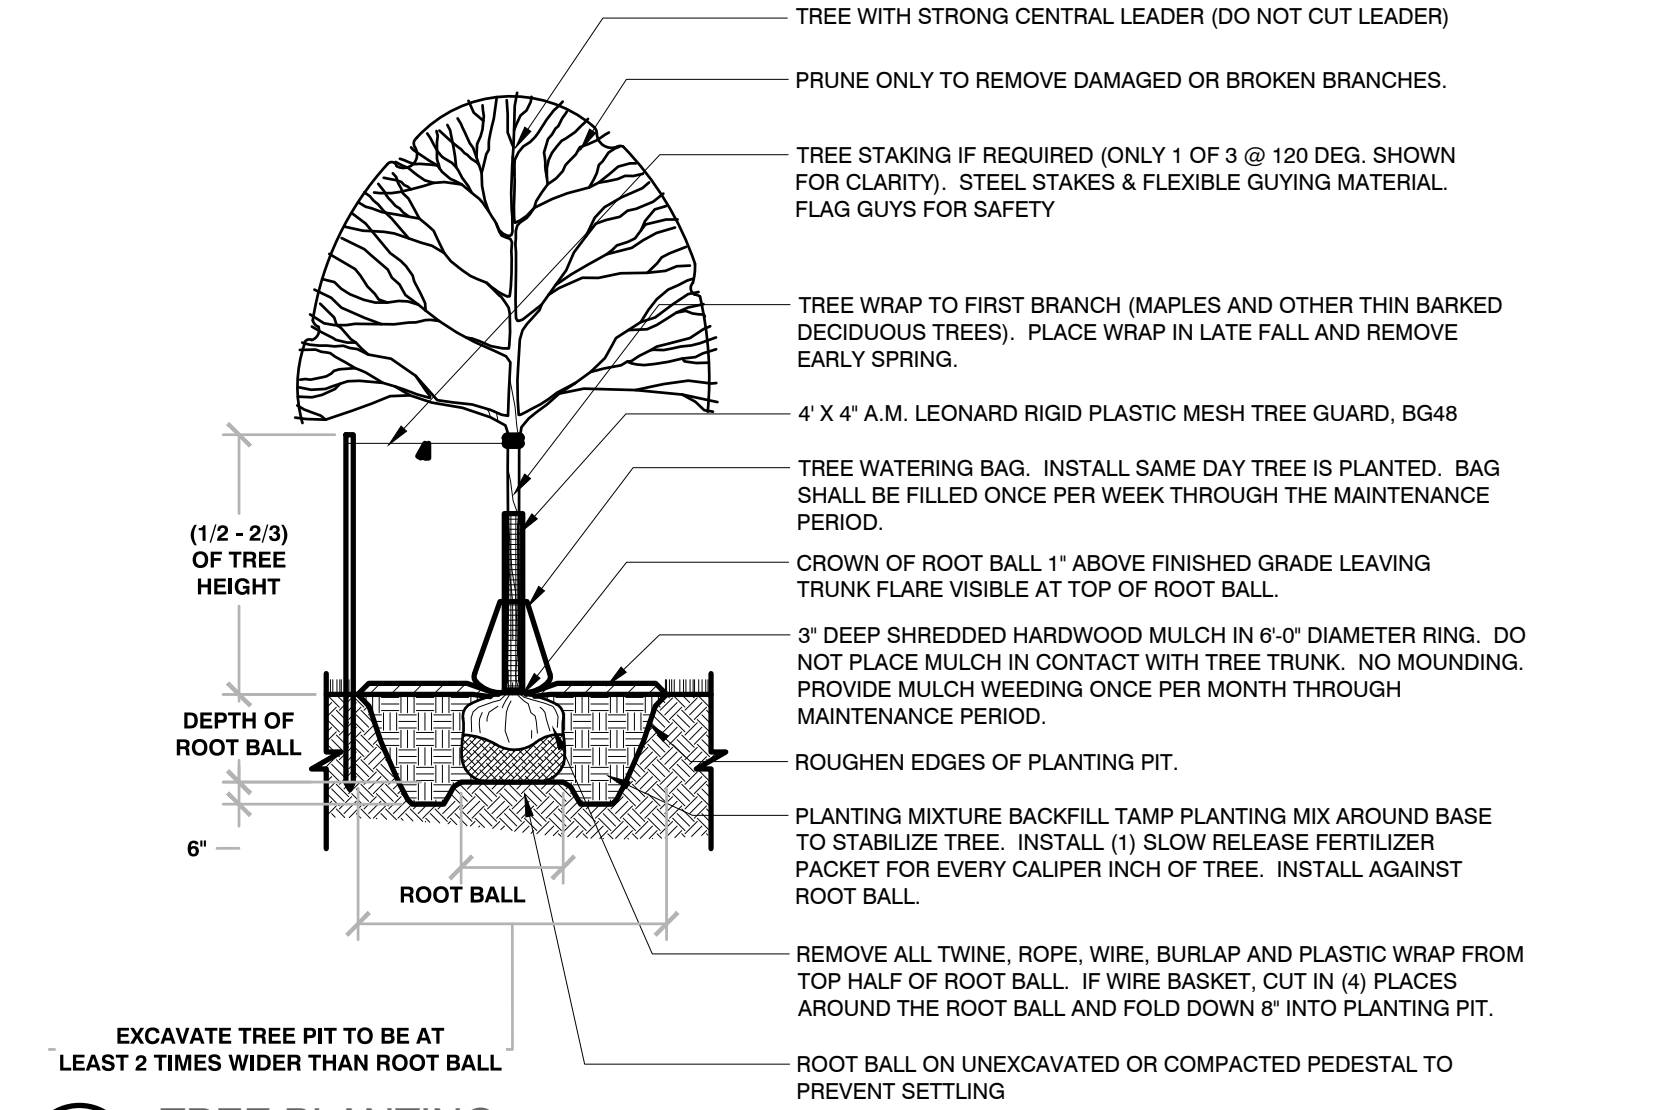 TREE WITH STRONG CENTRAL LEADER (DO NOT CUT LEADER)
PRUNE ONLY TO REMOVE DAMAGED OR BROKEN BRANCHES.
TREE STAKING IF REQUIRED (ONLY 1 OF 3 @ 120 DEG. SHOWN
FOR CLARITY).  STEEL STAKES & FLEXIBLE GUYING MATERIAL.
FLAG GUYS FOR SAFETY
TREE WRAP TO FIRST BRANCH (MAPLES AND OTHER THIN BARKED
DECIDUOUS TREES).  PLACE WRAP IN LATE FALL AND REMOVE
EARLY SPRING.
4' X 4" A.M. LEONARD RIGID PLASTIC MESH TREE GUARD, BG48
TREE WATERING BAG.  INSTALL SAME DAY TREE IS PLANTED.  BAG
SHALL BE FILLED ONCE PER WEEK THROUGH THE MAINTENANCE
PERIOD.
CROWN OF ROOT BALL 1" ABOVE FINISHED GRADE LEAVING
TRUNK FLARE VISIBLE AT TOP OF ROOT BALL.
3" DEEP SHREDDED HARDWOOD MULCH IN 6'-0" DIAMETER RING.  DO
NOT PLACE MULCH IN CONTACT WITH TREE TRUNK.  NO MOUNDING.
PROVIDE MULCH WEEDING ONCE PER MONTH THROUGH
MAINTENANCE PERIOD.
ROUGHEN EDGES OF PLANTING PIT.
PLANTING MIXTURE BACKFILL TAMP PLANTING MIX AROUND BASE
TO STABILIZE TREE.  INSTALL (1) SLOW RELEASE FERTILIZER
PACKET FOR EVERY CALIPER INCH OF TREE.  INSTALL AGAINST
ROOT BALL.
REMOVE ALL TWINE, ROPE, WIRE, BURLAP AND PLASTIC WRAP FROM
TOP HALF OF ROOT BALL.  IF WIRE BASKET, CUT IN (4) PLACES
AROUND THE ROOT BALL AND FOLD DOWN 8" INTO PLANTING PIT.
ROOT BALL ON UNEXCAVATED OR COMPACTED PEDESTAL TO
PREVENT SETTLING
(1/2 - 2/3)
OF TREE
HEIGHT
DEPTH OF
ROOT BALL
6"
ROOT BALL
EXCAVATE TREE PIT TO BE AT
LEAST 2 TIMES WIDER THAN ROOT BALL
TREE PLANTING